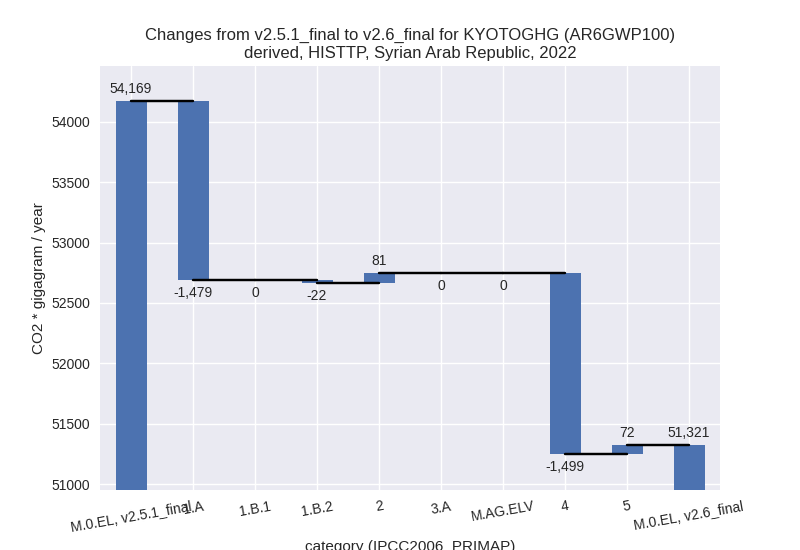 Changes from v2.5.1_final to v2.6_final for KYOTOGHG (AR6GWP100)
derived, HISTTP, Syrian Arab Republic, 2022
CO2 * gigagram / year
54000
53500
53000
52500
52000
51500
51000
54,169
-1,479
0
-22
81
0
0
-1,499
72
51,321
M.0.EL, v2.5.1_final
1.A
1.B.1
1.B.2
2
3.A
M.AG.ELV
4
5
M.0.EL, v2.6_final
category (IPCC2006_PRIMAP)